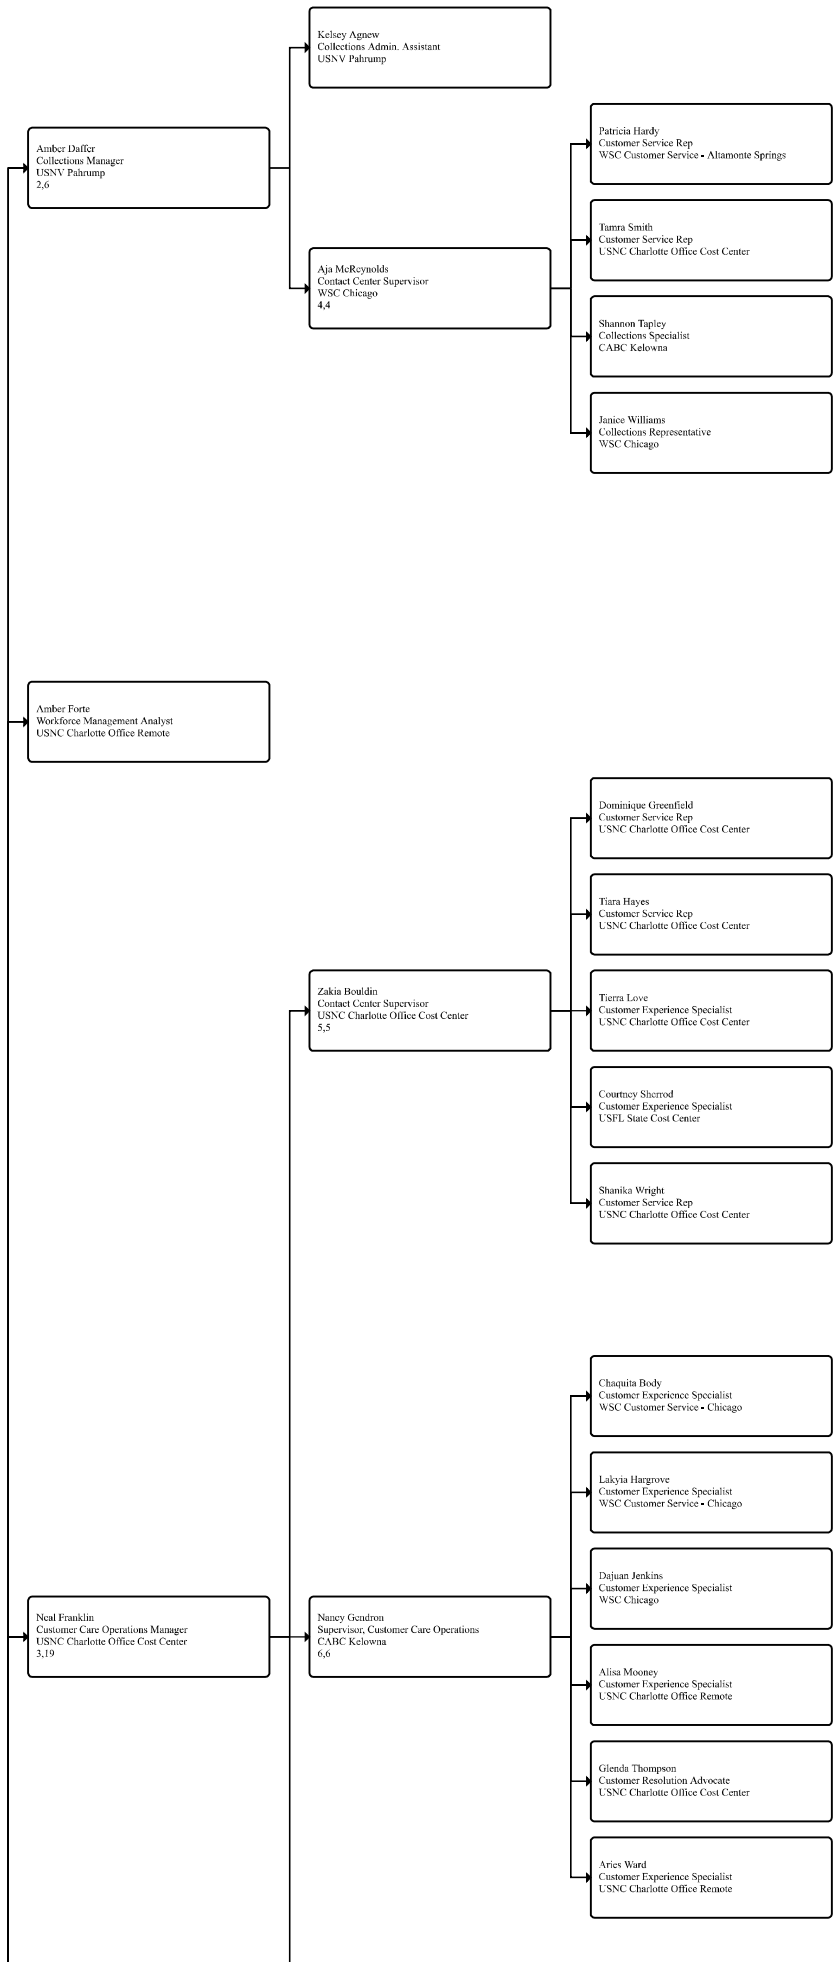 Kelsey Agnew
Collections Admin. Assistant
USNV Pahrump
Amber Daffer
Collections Manager
USNV Pahrump
2,6
Patricia Hardy
Customer Service Rep
WSC Customer Service - Altamonte Springs
Tamra Smith
Customer Service Rep
USNC Charlotte Office Cost Center
Aja McReynolds
Contact Center Supervisor
WSC Chicago
4,4
Shannon Tapley
Collections Specialist
CABC Kelowna
Janice Williams
Collections Representative
WSC Chicago
Amber Forte
Workforce Management Analyst
USNC Charlotte Office Remote
Dominique Greenfield
Customer Service Rep
USNC Charlotte Office Cost Center
Tiara Hayes
Customer Service Rep
USNC Charlotte Office Cost Center
Zakia Bouldin
Contact Center Supervisor
USNC Charlotte Office Cost Center
5,5
Tierra Love
Customer Experience Specialist
USNC Charlotte Office Cost Center
Courtney Sherrod
Customer Experience Specialist
USFL State Cost Center
Shanika Wright
Customer Service Rep
USNC Charlotte Office Cost Center
Chaquita Body
Customer Experience Specialist
WSC Customer Service - Chicago
Lakyia Hargrove
Customer Experience Specialist
WSC Customer Service - Chicago
Dajuan Jenkins
Customer Experience Specialist
WSC Chicago
Neal Franklin
Customer Care Operations Manager
USNC Charlotte Office Cost Center
3,19
Nancy Gendron
Supervisor, Customer Care Operations
CABC Kelowna
6,6
Alisa Mooney
Customer Experience Specialist
USNC Charlotte Office Remote
Glenda Thompson
Customer Resolution Advocate
USNC Charlotte Office Cost Center
Aries Ward
Customer Experience Specialist
USNC Charlotte Office Remote